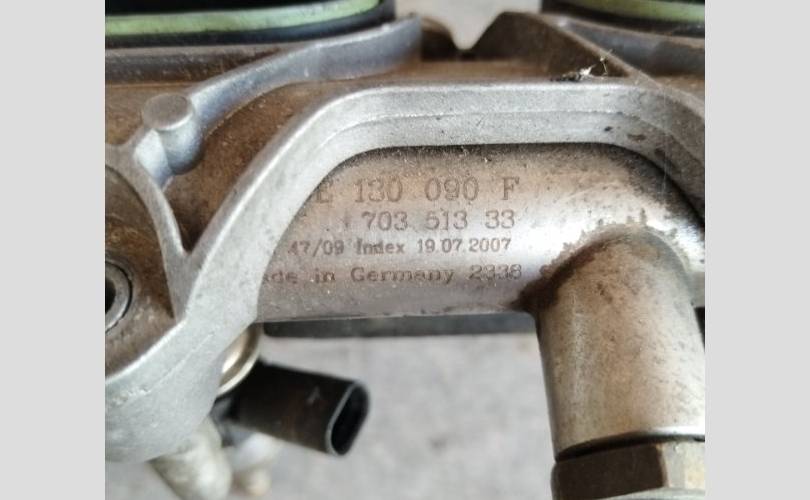 E 130 090 F
703 513 33
47/09 Index 19.07.2007
de in Germany 2338